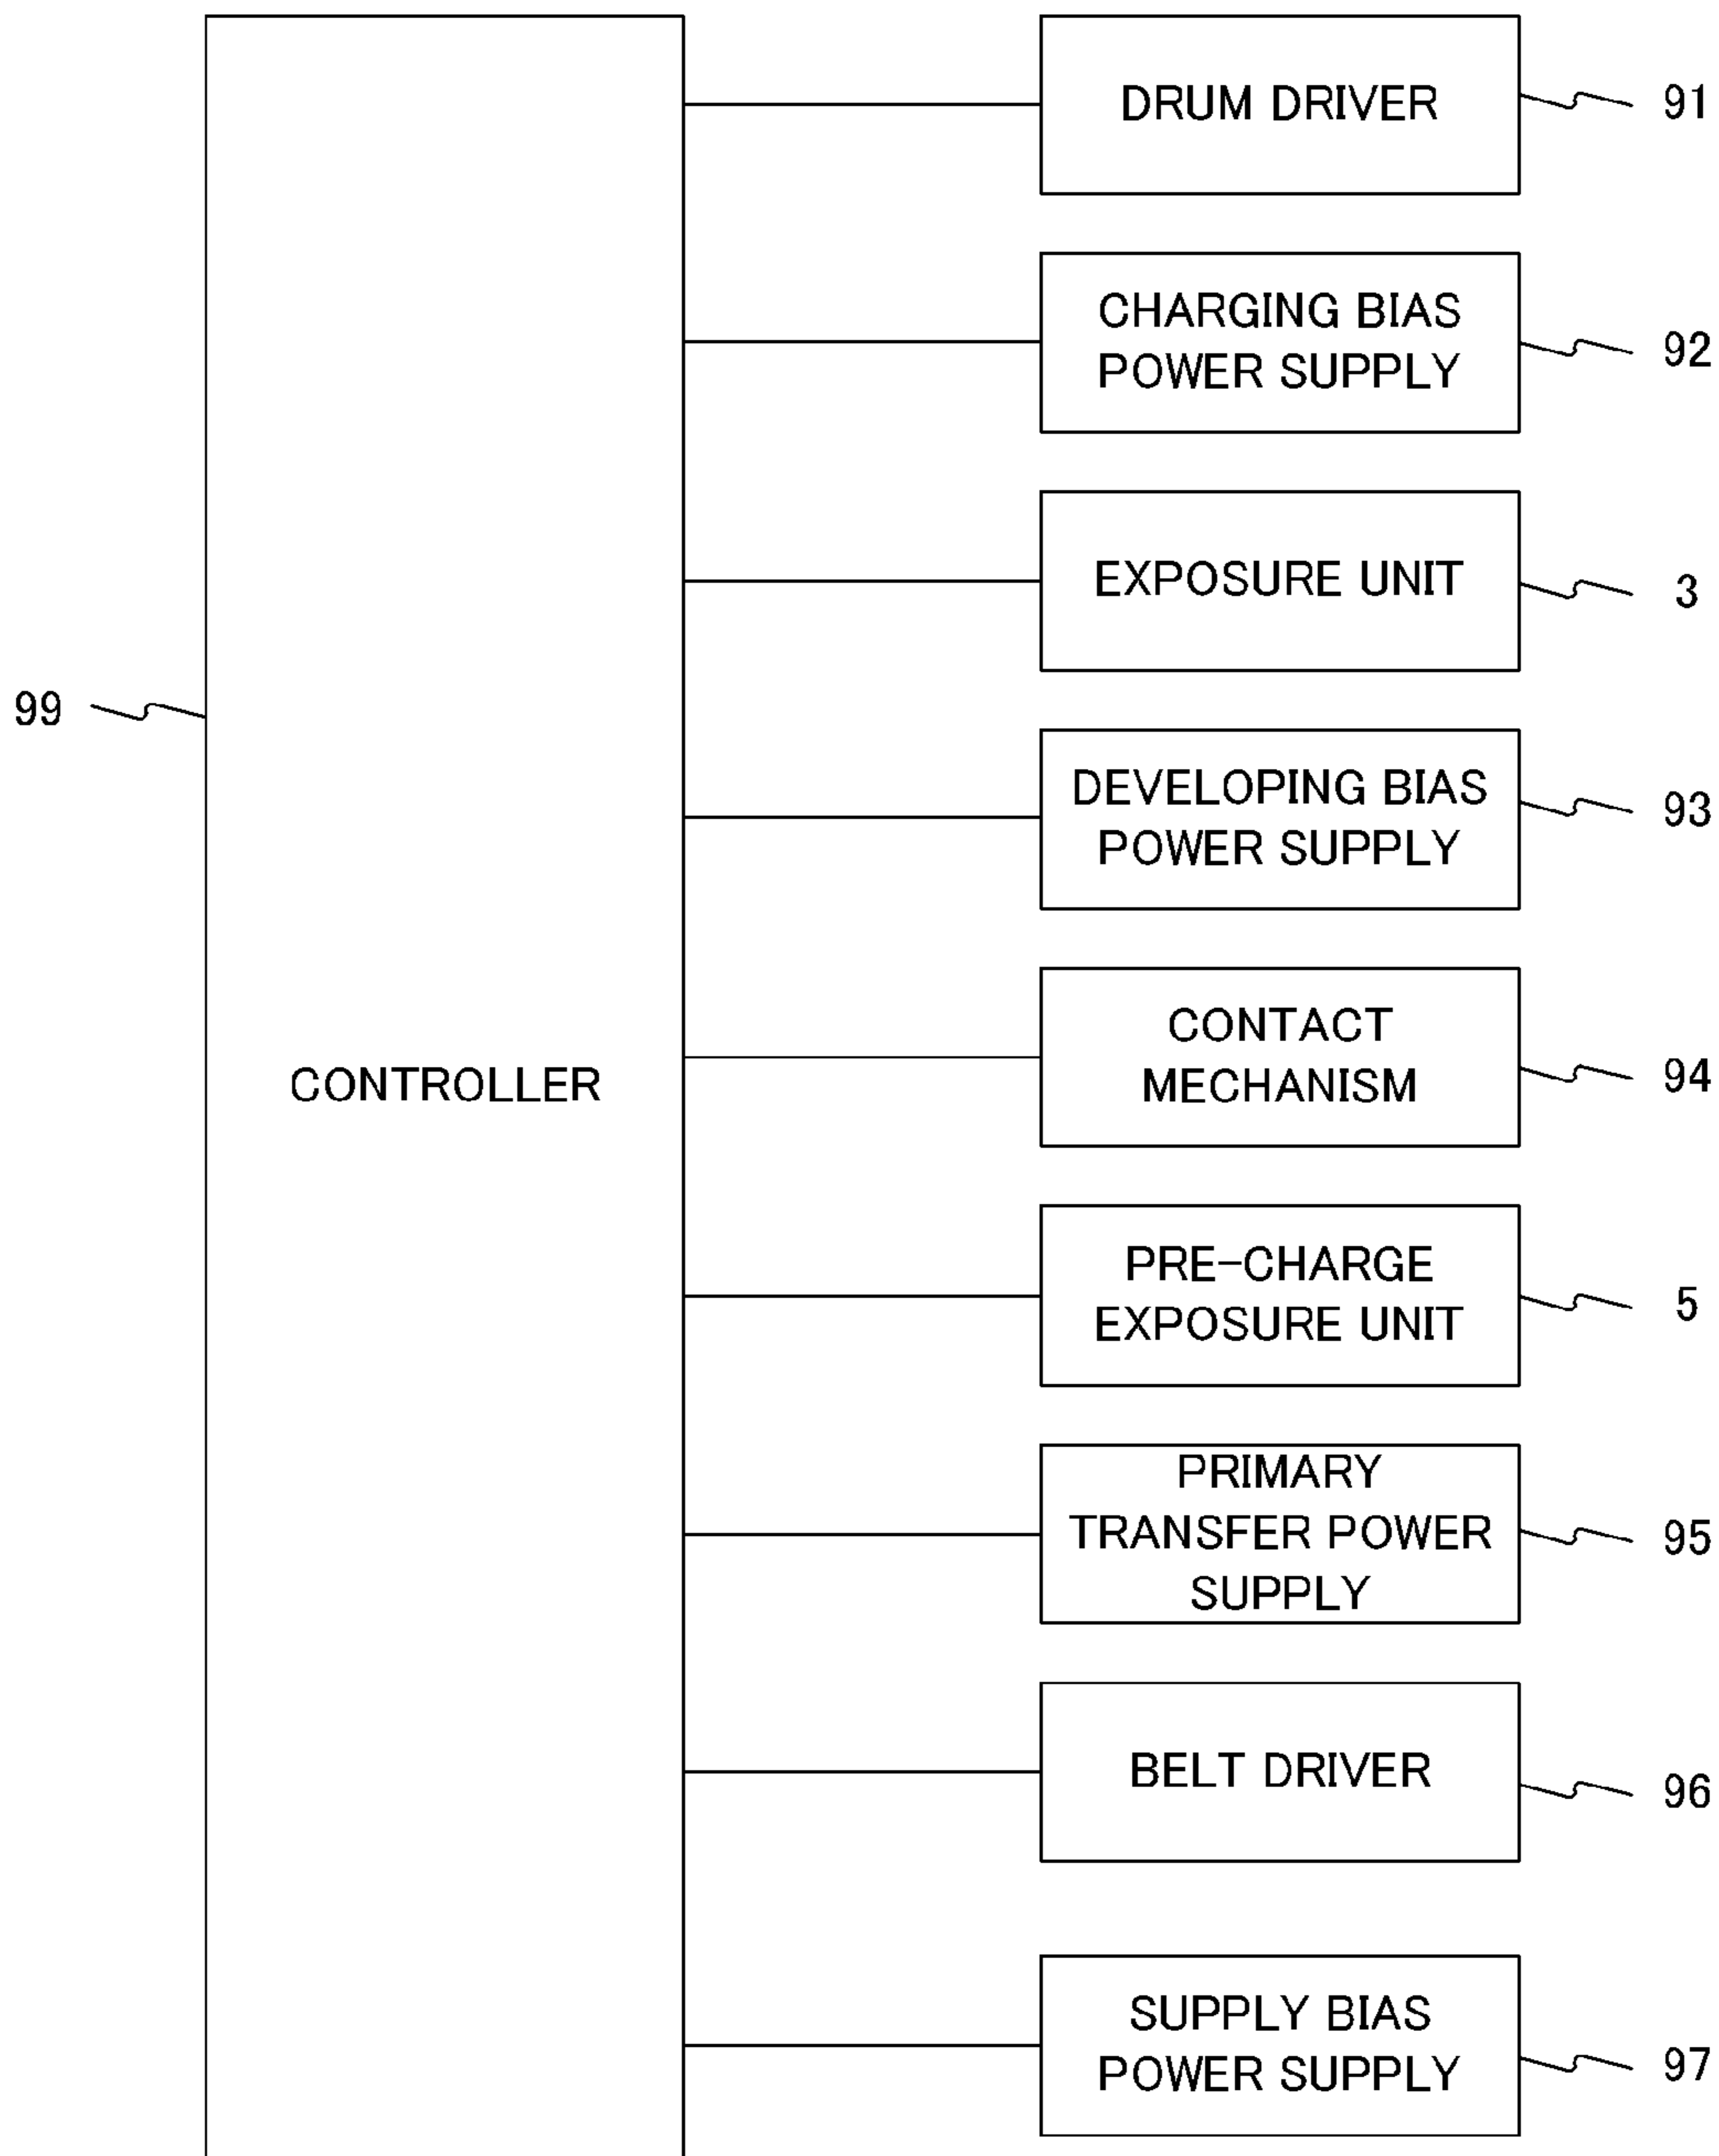 DRUM DRIVER
91
CHARGING BIAS
POWER SUPPLY
92
EXPOSURE UNIT
3
99
DEVELOPING BIAS
POWER SUPPLY
93
CONTROLLER
CONTACT
MECHANISM
94
PRE-CHARGE
EXPOSURE UNIT
5
PRIMARY
TRANSFER POWER
SUPPLY
95
BELT DRIVER
96
SUPPLY BIAS
POWER SUPPLY
97